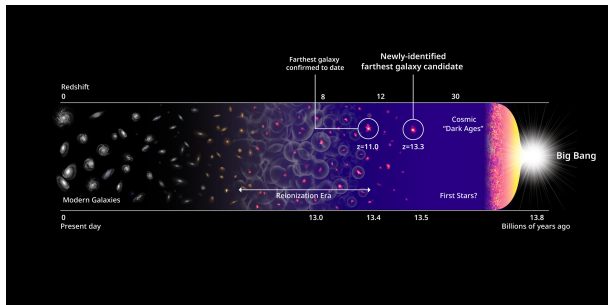 Farthest galaxy
confirmed to date
Newly-identified
farthest galaxy candidate
Redshift
0
8
12
30
Cosmic
"Dark Ages"
z=11.0
z=13.3
Big Bang
Modern Galaxies
Reionization Era
First Stars?
0
13.0
13.4
13.5
13.8
Present day
Billions of years ago